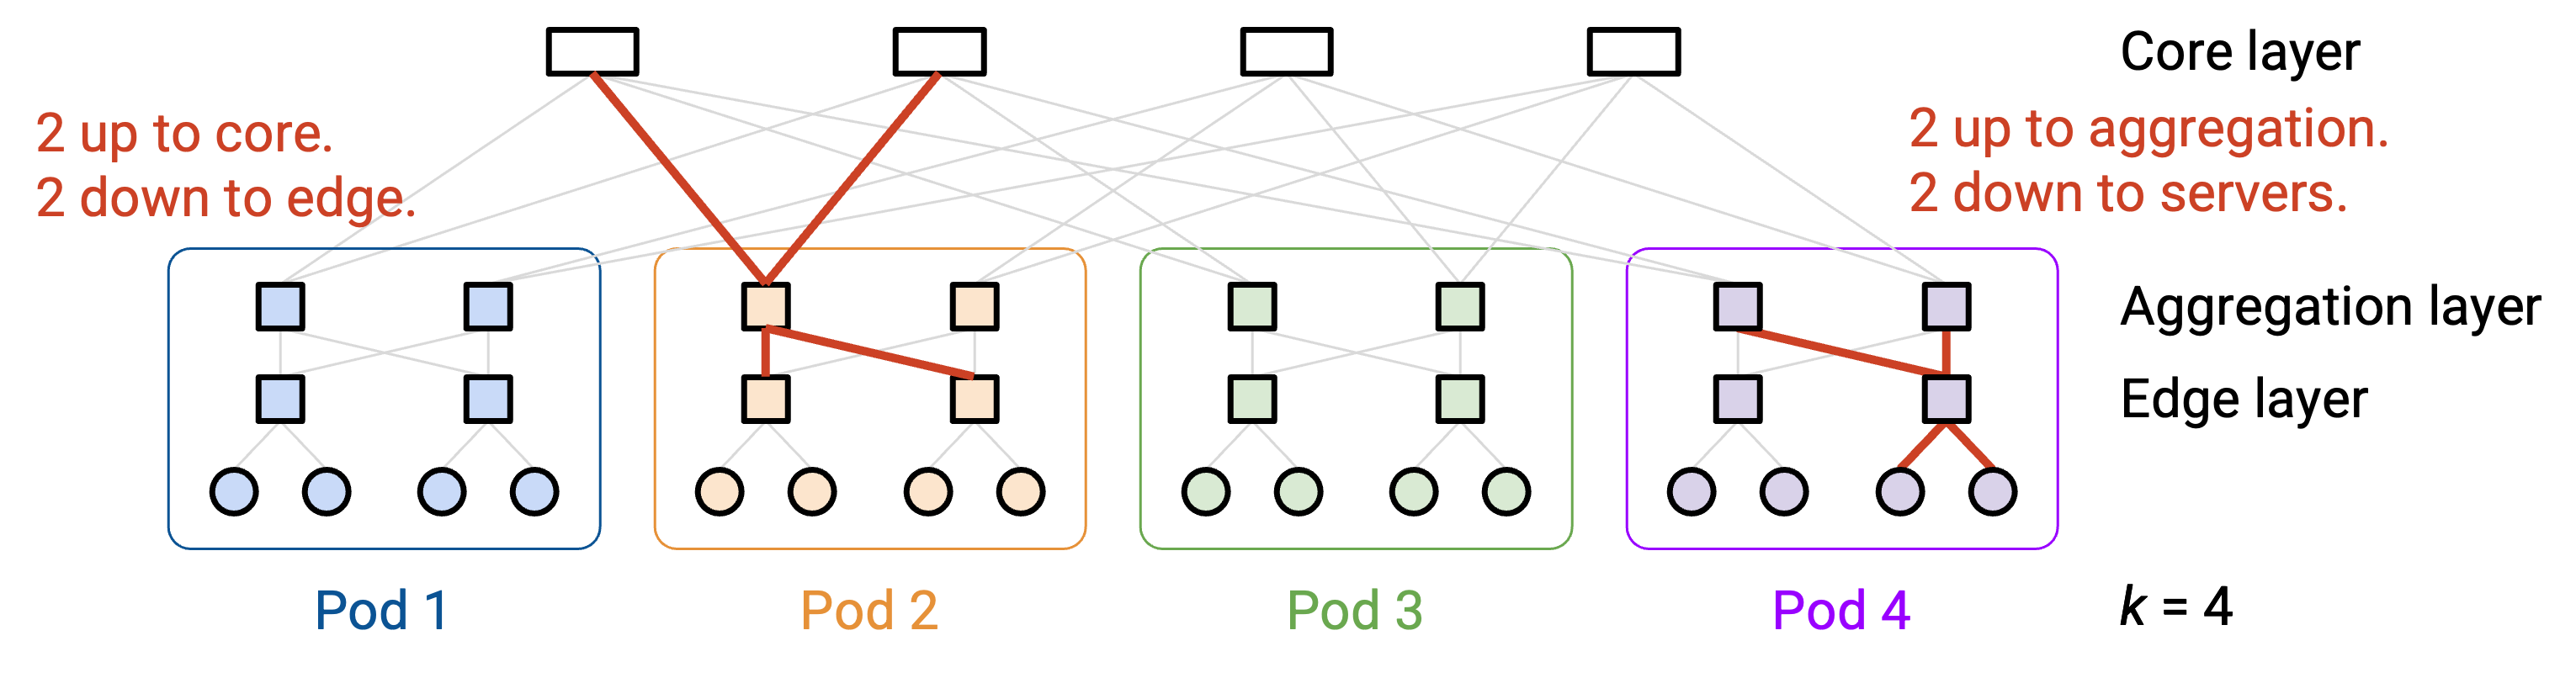 Core layer
2 up to core.
2 down to edge.
2 up to aggregation.
2 down to servers.
Aggregation layer
Edge layer
Pod 1
Pod 2
Pod 3
Pod 4
k = 4